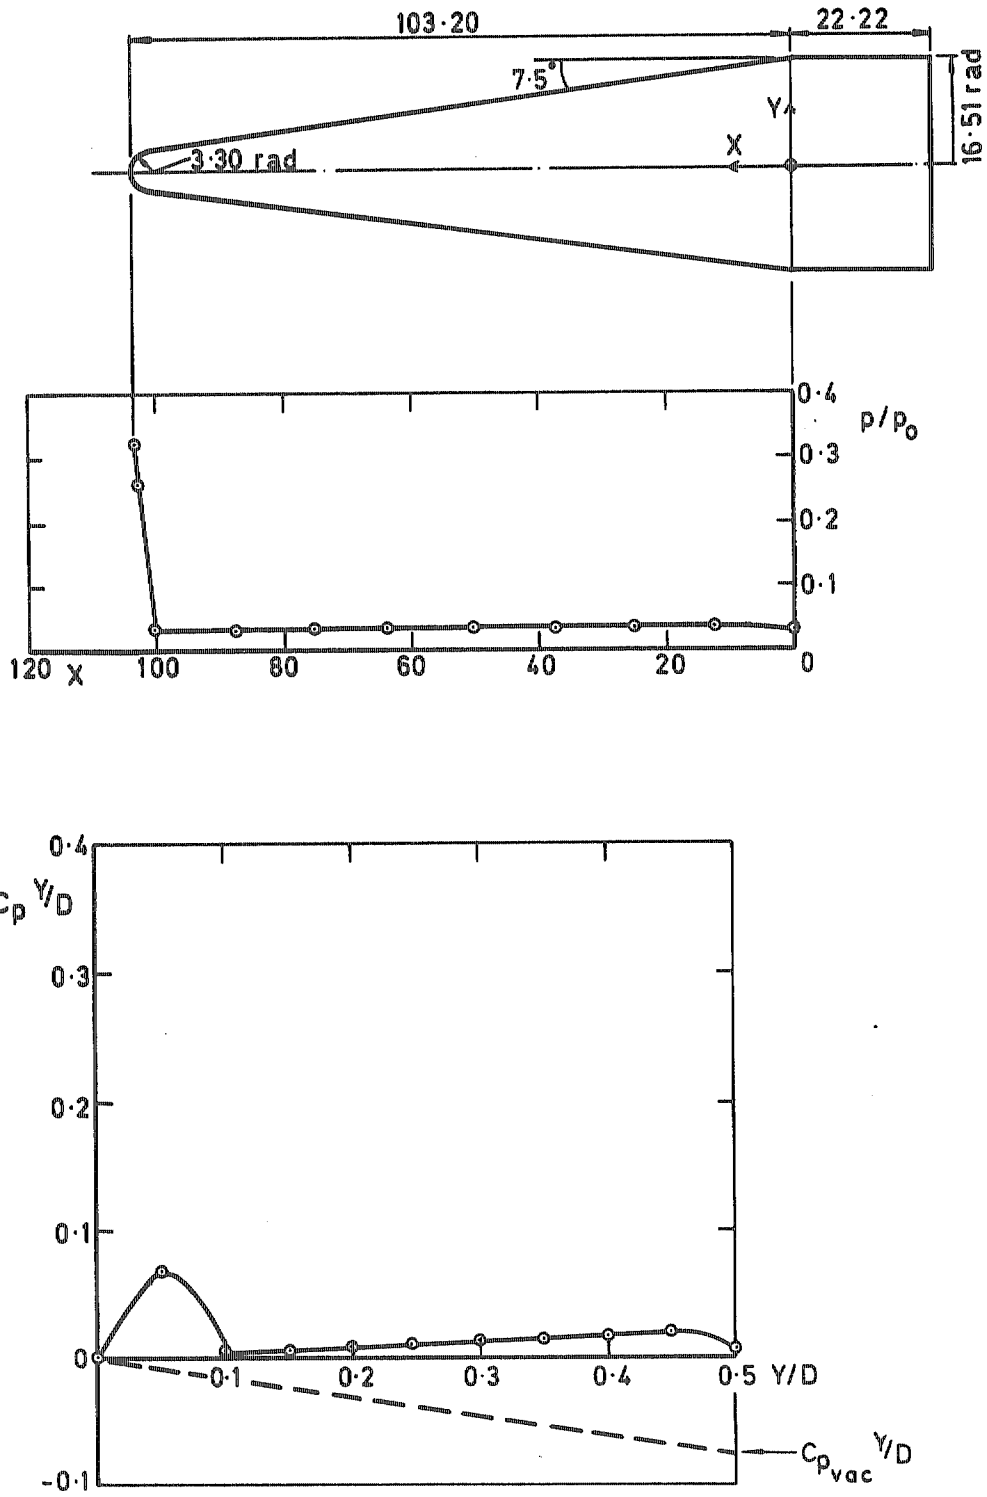 103·20
22·22
7·5°
Y
16·51 rad
X
3·30 rad
0·4
p/p₀
0·3
0·2
0·1
120 X 100 80 60 40 20 0
0·4
Cp Y/D
0·3
0·2
0·1
0
0·1 0·2 0·3 0·4 0·5 Y/D
-0·1
Cpvac Y/D